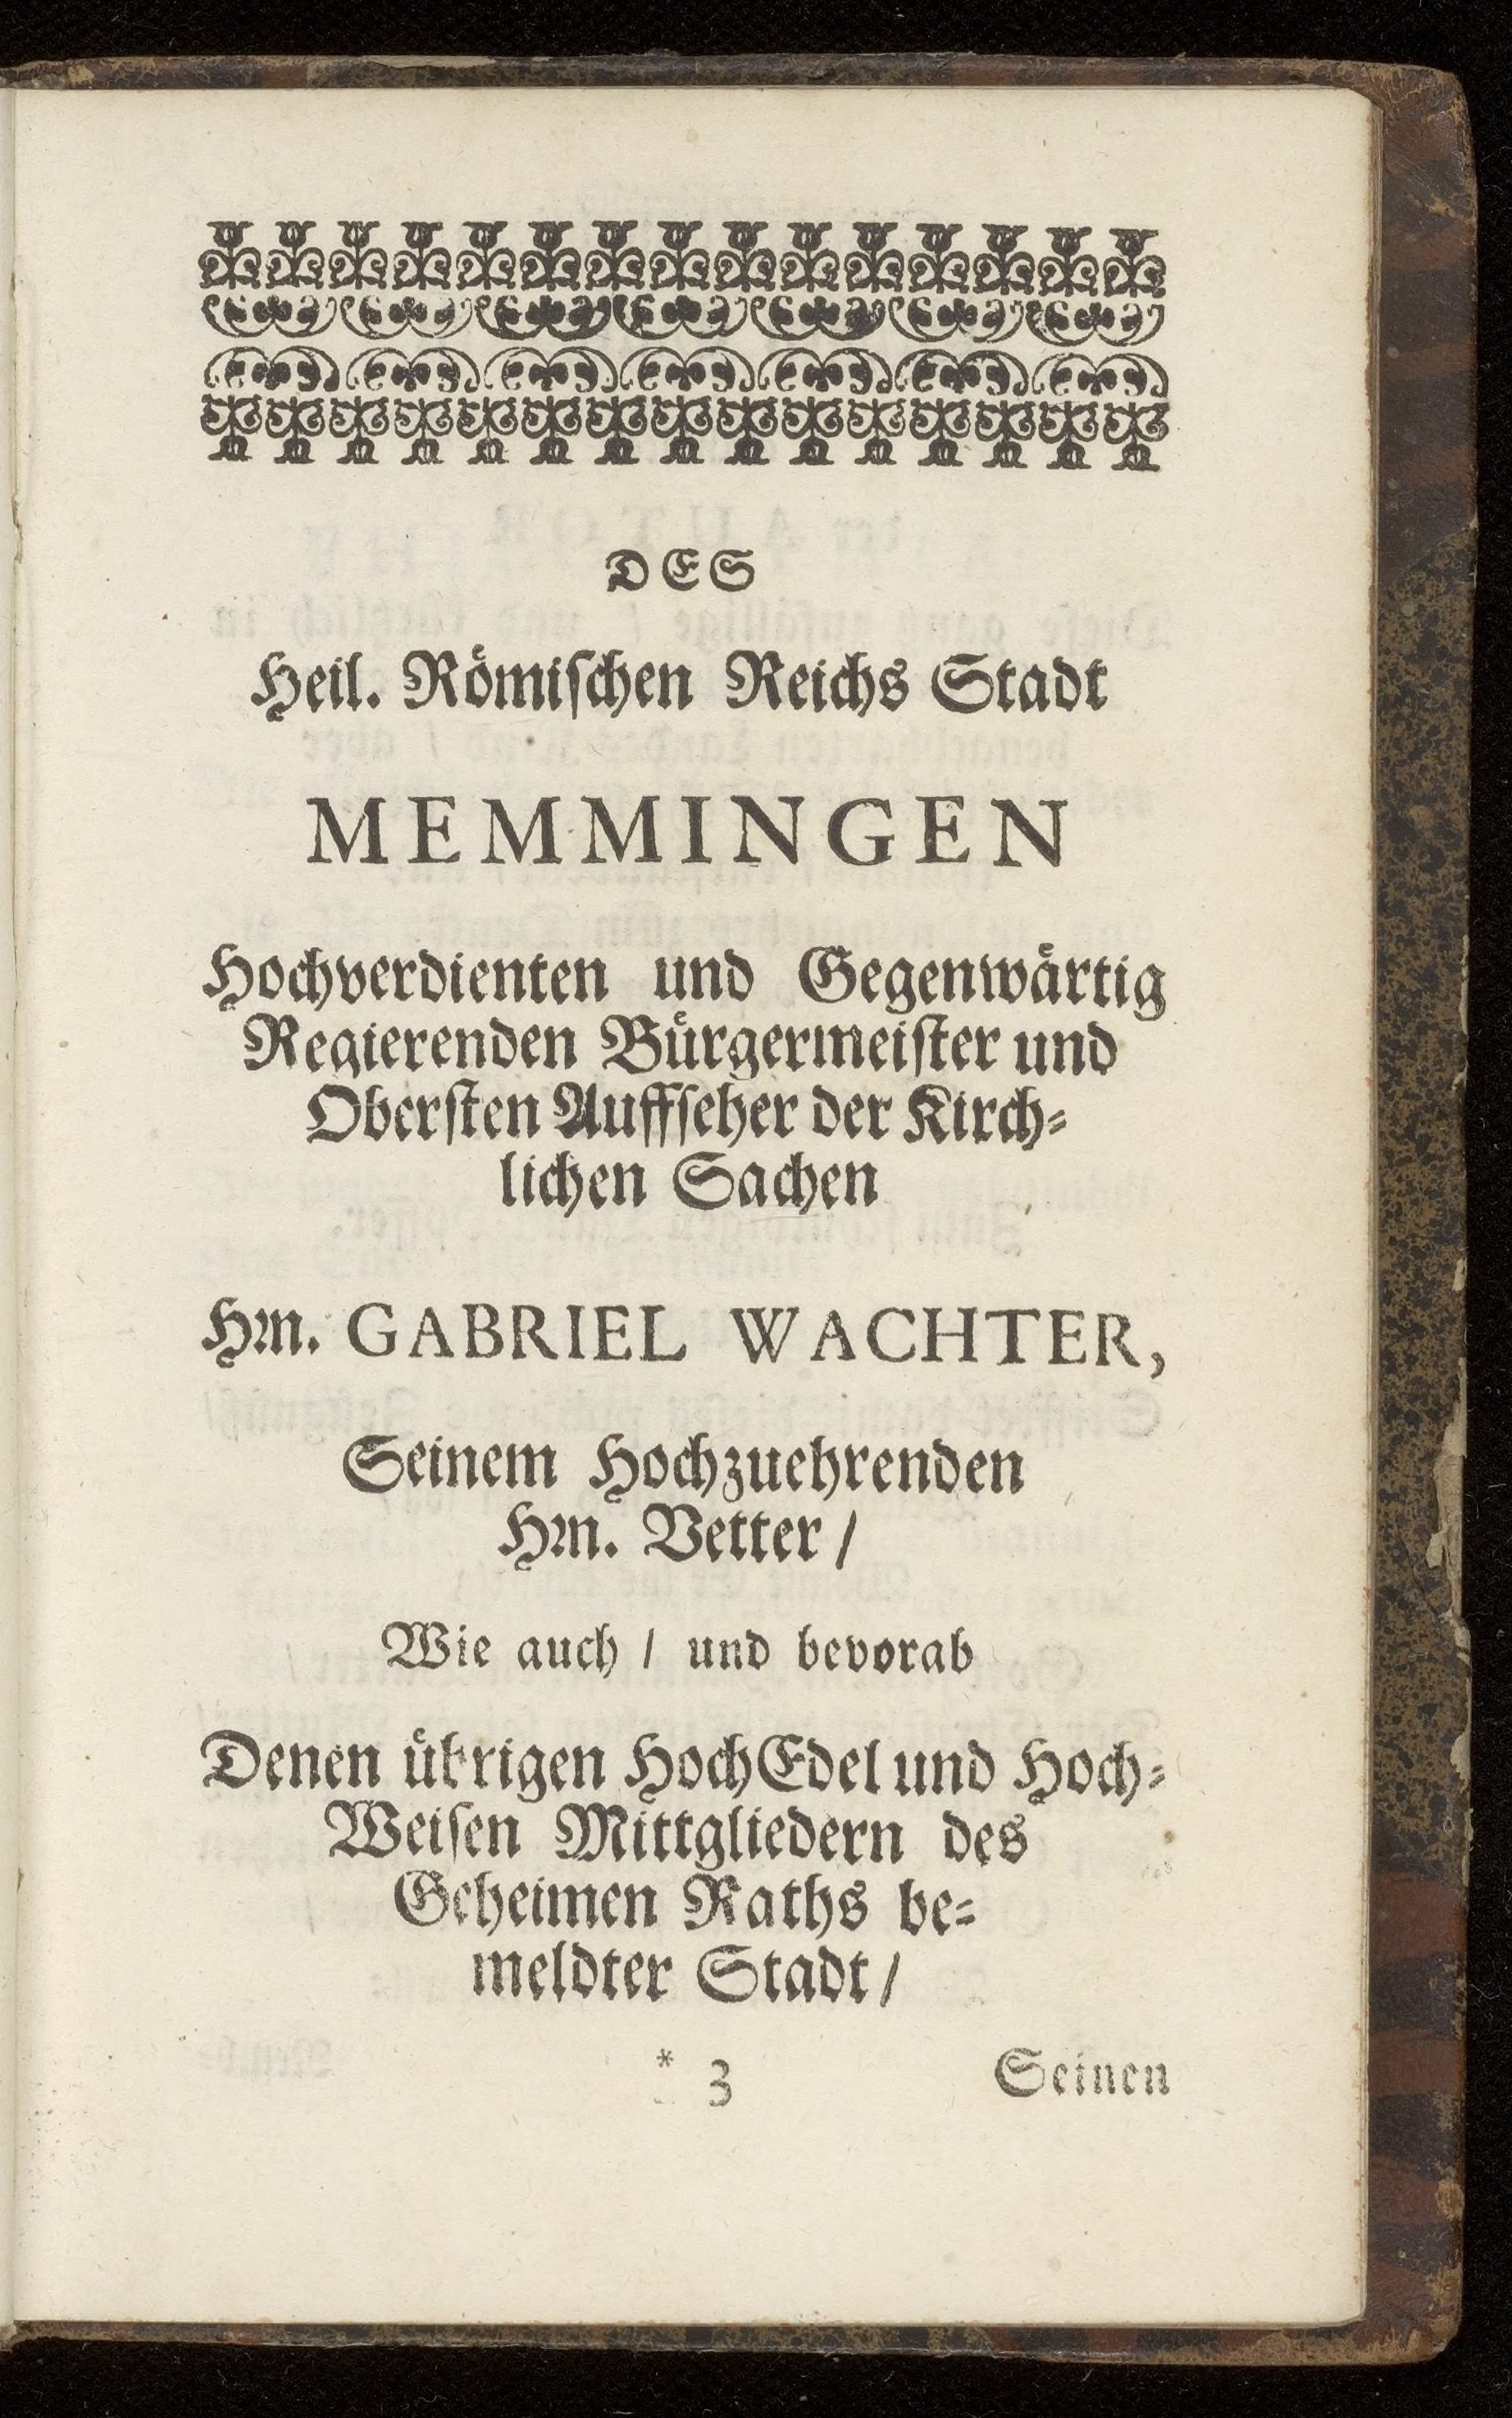 DES
Heil. Römiſchen Reichs Stadt
MEMMINGEN
Hochverdienten und Gegenwärtig
Regierenden Bürgermeiſter und
Oberſten Auffſeher der Kirch⸗
lichen Sachen
Hrn. GABRIEL WACHTER,
Seinem Hochzuehrenden
Hrn. Vetter /
Wie auch / und bevorab
Denen übrigen HochEdel und Hoch⸗
Weiſen Mittgliedern des
Geheimen Raths be⸗
meldter Stadt /
* 3 Seinen